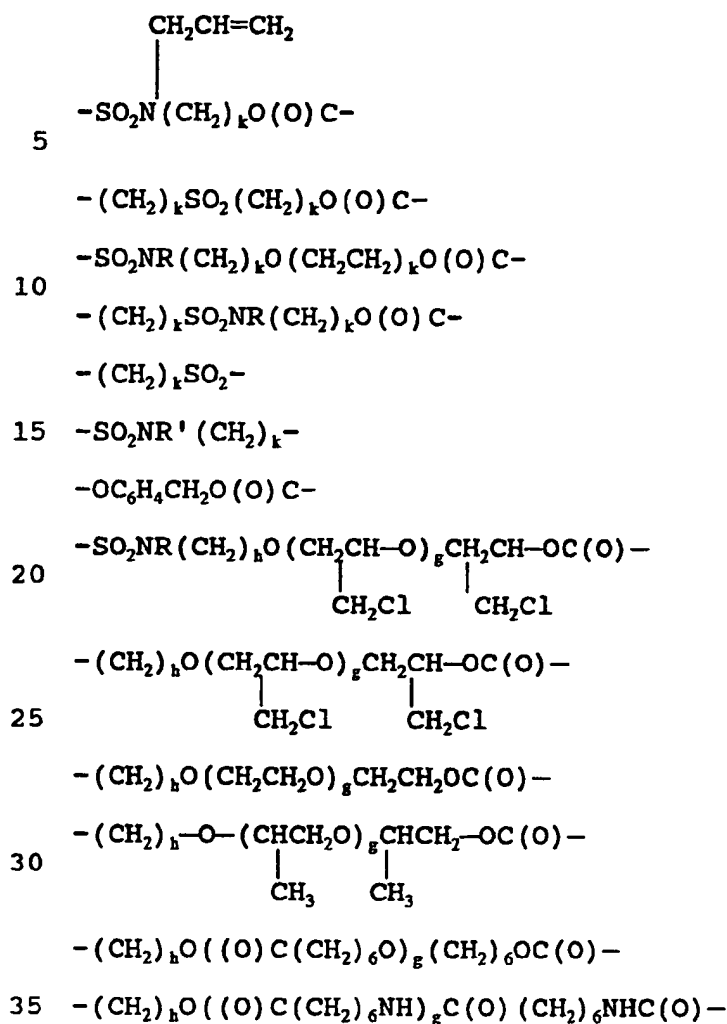 CH₂CH=CH₂
-SO₂N(CH₂)ₖO(O)C-
5
-(CH₂)ₖSO₂(CH₂)ₖO(O)C-
-SO₂NR(CH₂)ₖO(CH₂CH₂)ₖO(O)C-
10
-(CH₂)ₖSO₂NR(CH₂)ₖO(O)C-
-(CH₂)ₖSO₂-
15 -SO₂NR'(CH₂)ₖ-
-OC₆H₄CH₂O(O)C-
-SO₂NR(CH₂)ₕO(CH₂CH-O)gCH₂CH-OC(O)-
20
CH₂Cl CH₂Cl
-(CH₂)ₕO(CH₂CH-O)gCH₂CH-OC(O)-
25 CH₂Cl CH₂Cl
-(CH₂)ₕO(CH₂CH₂O)gCH₂CH₂OC(O)-
-(CH₂)ₕ-O-(CHCH₂O)gCHCH₂-OC(O)-
30
CH₃ CH₃
-(CH₂)ₕO((O)C(CH₂)₆O)g(CH₂)₆OC(O)-
35 -(CH₂)ₕO((O)C(CH₂)₆NH)gC(O)(CH₂)₆NHC(O)-